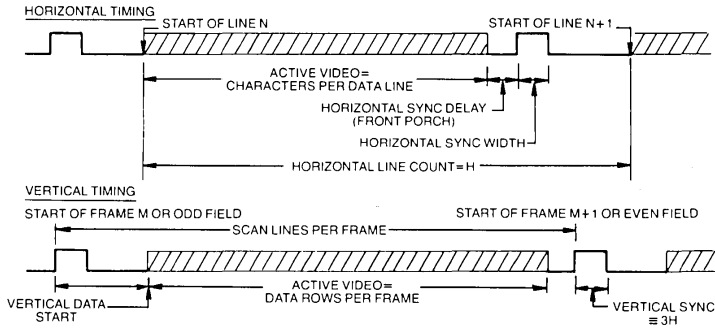 HORIZONTAL TIMING
START OF LINE N
START OF LINE N+1
ACTIVE VIDEO=
CHARACTERS PER DATA LINE
HORIZONTAL SYNC DELAY
(FRONT PORCH)
HORIZONTAL SYNC WIDTH
HORIZONTAL LINE COUNT=H
VERTICAL TIMING
START OF FRAME M OR ODD FIELD
START OF FRAME M+1 OR EVEN FIELD
SCAN LINES PER FRAME
ACTIVE VIDEO=
DATA ROWS PER FRAME
VERTICAL DATA
START
VERTICAL SYNC
≡ 3H